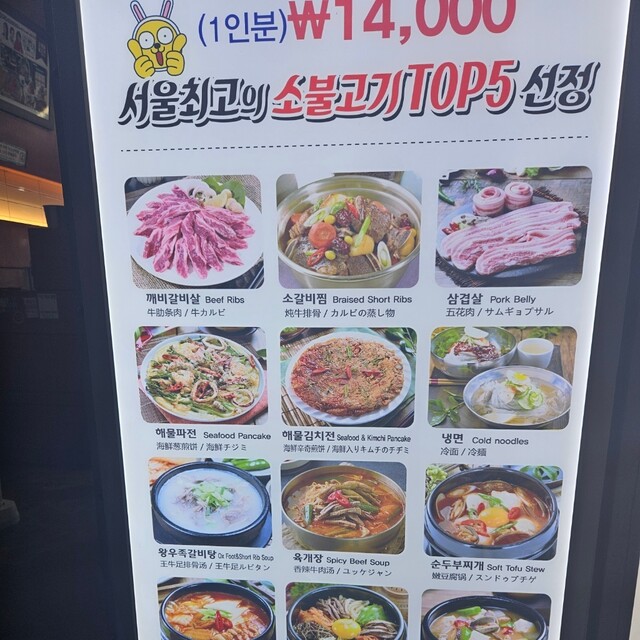 (1인분)₩14,000
서울최고의 소불고기TOP5 선정
깨비갈비살 Beef Ribs
牛肋条肉 / 牛カルビ
소갈비찜 Braised Short Ribs
炖牛排骨 / カルビの蒸し物
삼겹살 Pork Belly
五花肉 / サムギョプサル
해물파전 Seafood Pancake
海鲜葱煎饼 / 海鮮チジミ
해물김치전 Seafood & Kimchi Pancake
海鲜辛奇煎饼 / 海鮮入りキムチのチヂミ
냉면 Cold noodles
冷面 / 冷麺
왕우족갈비탕 Ox Foot&Short Rib Soup
王牛足排骨汤 / 王牛足ルビタン
육개장 Spicy Beef Soup
香辣牛肉汤 / ユッケジャン
순두부찌개 Soft Tofu Stew
嫩豆腐锅 / スンドゥブチゲ